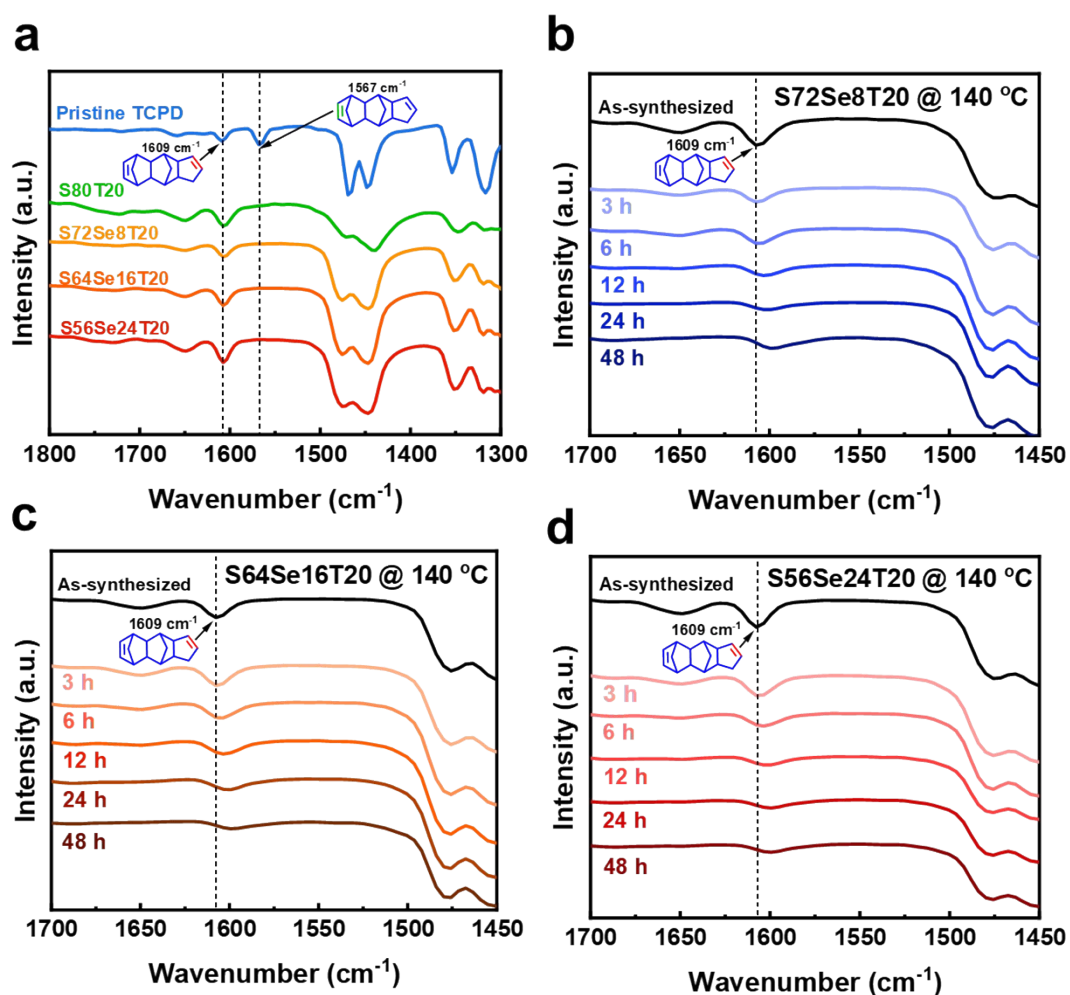 a
1567 cm⁻¹
Pristine TCPD
1609 cm⁻¹
S80T20
S72Se8T20
S64Se16T20
S56Se24T20
Intensity (a.u.)
1800 1700 1600 1500 1400 1300
Wavenumber (cm⁻¹)
b
As-synthesized
S72Se8T20 @ 140 °C
1609 cm⁻¹
3 h
6 h
12 h
24 h
48 h
Intensity (a.u.)
1700 1650 1600 1550 1500 1450
Wavenumber (cm⁻¹)
c
As-synthesized
S64Se16T20 @ 140 °C
1609 cm⁻¹
3 h
6 h
12 h
24 h
48 h
Intensity (a.u.)
1700 1650 1600 1550 1500 1450
Wavenumber (cm⁻¹)
d
As-synthesized
S56Se24T20 @ 140 °C
1609 cm⁻¹
3 h
6 h
12 h
24 h
48 h
Intensity (a.u.)
1700 1650 1600 1550 1500 1450
Wavenumber (cm⁻¹)